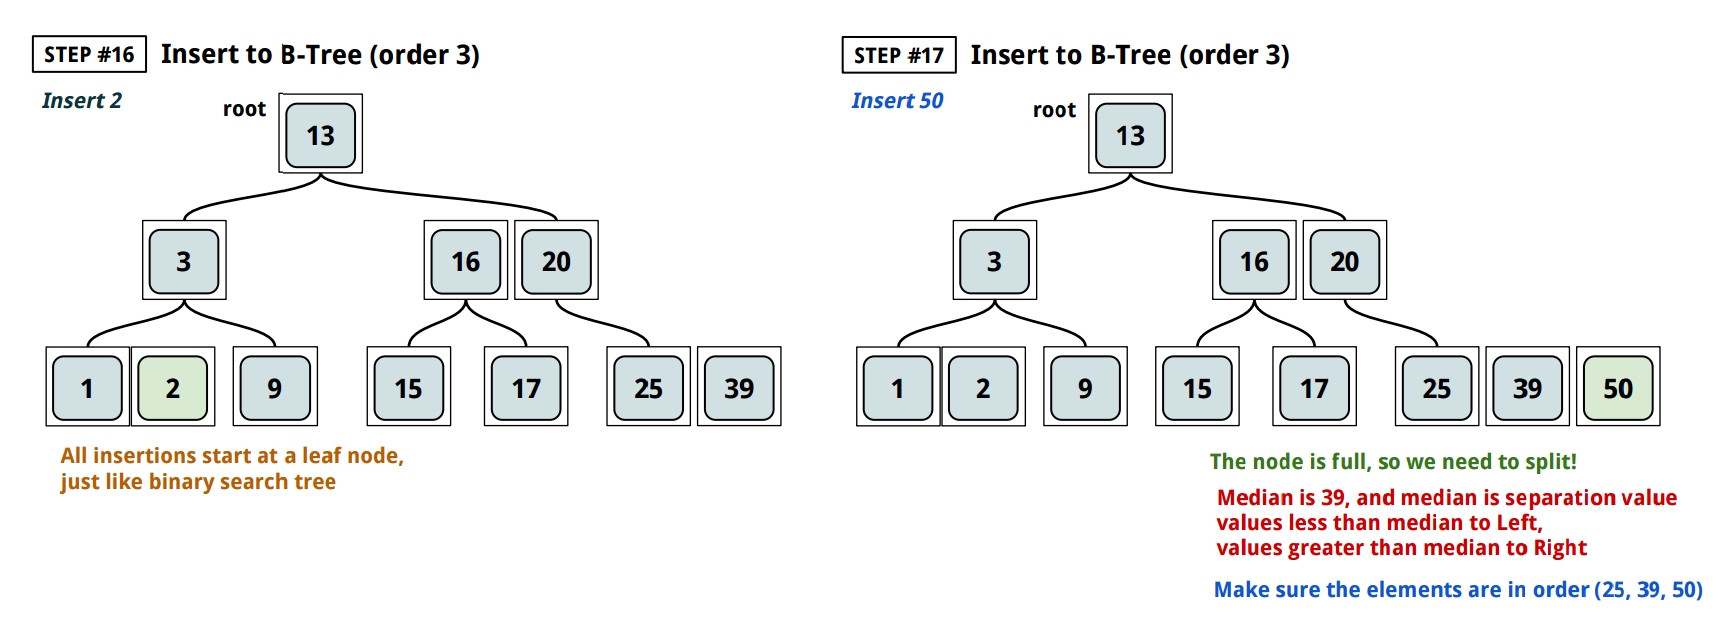 STEP #16 Insert to B-Tree (order 3)
Insert 2
root
13
3 16 20
1 2 9 15 17 25 39
All insertions start at a leaf node,
just like binary search tree
STEP #17 Insert to B-Tree (order 3)
Insert 50
root
13
3 16 20
1 2 9 15 17 25 39 50
The node is full, so we need to split!
Median is 39, and median is separation value
values less than median to Left,
values greater than median to Right
Make sure the elements are in order (25, 39, 50)